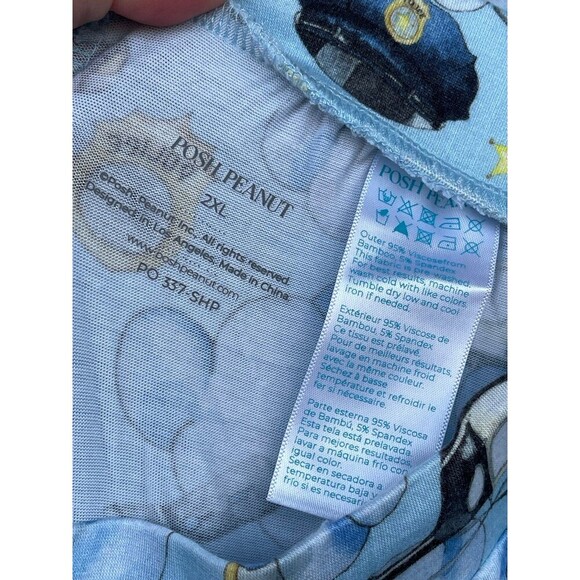 POLICE
POSH PEANUT
2XL
©Posh Peanut, Inc. All rights reserved.
Designed in Los Angeles, Made in China.
www.poshpeanut.com
PO 337-SHP
POSH PEANUT
Outer 95% Viscosefrom
Bamboo, 5% Spandex
This fabric is pre washed.
For best results, machine
wash cold with like colors
Tumble dry low and cool
iron if needed.
Extérieur 95% Viscose de
Bambou, 5% Spandex
Ce tissu est prélavé.
Pour de meilleurs résultats,
lavage en machine froid
avec la même couleur.
Séchez à basse
température et refroidir le
fer si nécessaire.
Parte esterna 95% Viscosa
de Bambú, 5% Spandex
Esta tela está prelavada.
Para mejores resultados,
lavar a máquina frío con
igual color.
Secar en secadora a
temperatura baja y
frío si es necesari